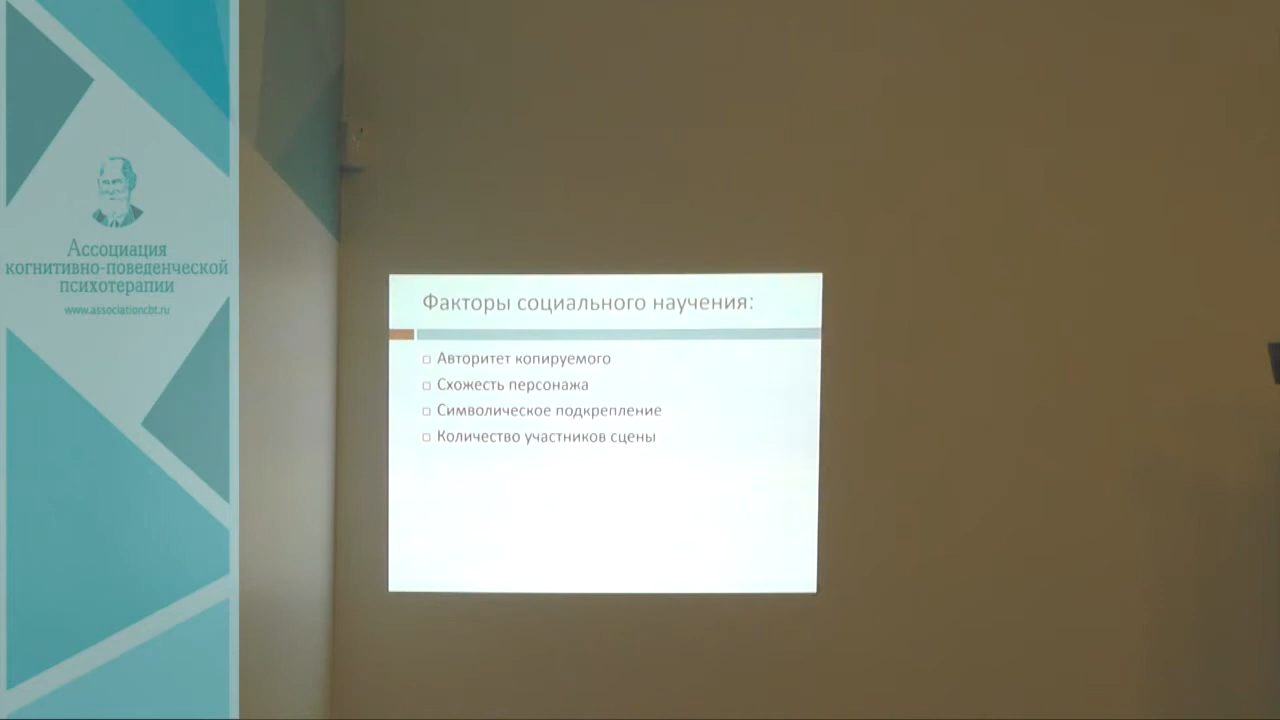 Ассоциация
когнитивно-поведенческой
психотерапии
www.associationcbt.ru
Факторы социального научения:
Авторитет копируемого
Схожесть персонажа
Символическое подкрепление
Количество участников сцены